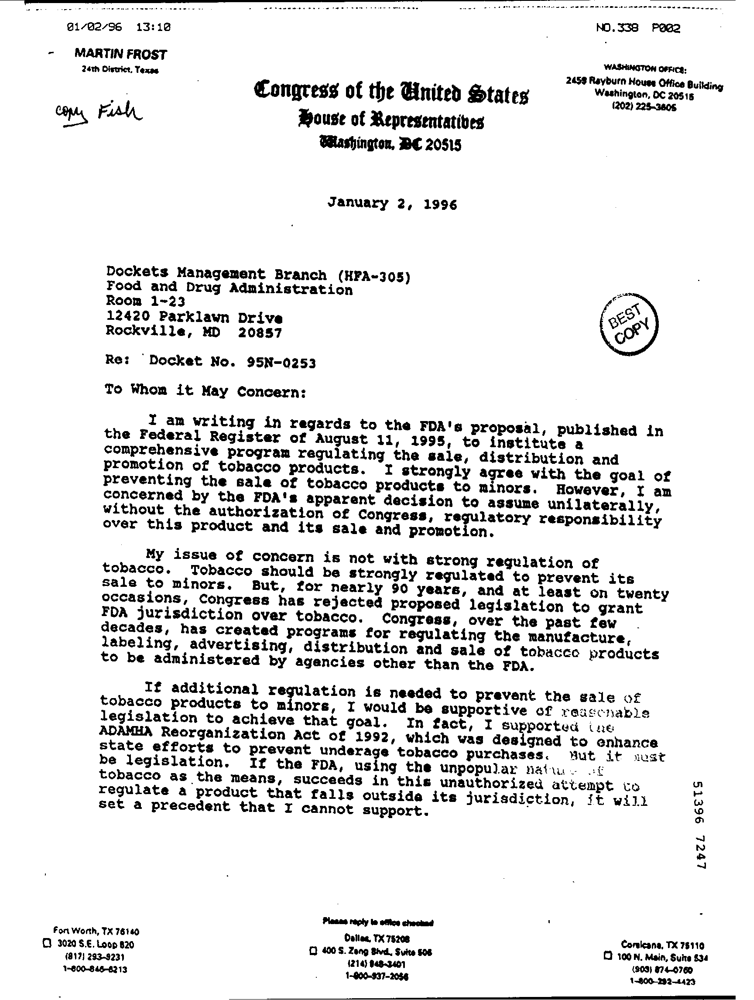 01/02/96 13:10 NO.338 P002
MARTIN FROST
24th District, Texas
WASHINGTON OFFICE:
2459 Rayburn House Office Building
Washington, DC 20515
(202) 225-3605
copy Fish
Congress of the United States
House of Representatives
Washington, DC 20515
January 2, 1996
Dockets Management Branch (HFA-305)
Food and Drug Administration
Room 1-23
12420 Parklawn Drive
Rockville, MD 20857
BEST
COPY
Re: Docket No. 95N-0253
To Whom it May Concern:
I am writing in regards to the FDA's proposal, published in
the Federal Register of August 11, 1995, to institute a
comprehensive program regulating the sale, distribution and
promotion of tobacco products. I strongly agree with the goal of
preventing the sale of tobacco products to minors. However, I am
concerned by the FDA's apparent decision to assume unilaterally,
without the authorization of Congress, regulatory responsibility
over this product and its sale and promotion.
My issue of concern is not with strong regulation of
tobacco. Tobacco should be strongly regulated to prevent its
sale to minors. But, for nearly 90 years, and at least on twenty
occasions, Congress has rejected proposed legislation to grant
FDA jurisdiction over tobacco. Congress, over the past few
decades, has created programs for regulating the manufacture,
labeling, advertising, distribution and sale of tobacco products
to be administered by agencies other than the FDA.
If additional regulation is needed to prevent the sale of
tobacco products to minors, I would be supportive of reasonable
legislation to achieve that goal. In fact, I supported the
ADAMHA Reorganization Act of 1992, which was designed to enhance
state efforts to prevent underage tobacco purchases. But it must
be legislation. If the FDA, using the unpopular nature of
tobacco as the means, succeeds in this unauthorized attempt to
regulate a product that falls outside its jurisdiction, it will
set a precedent that I cannot support.
51396 7247
Please reply to office checked
Fort Worth, TX 76140
3020 S.E. Loop 820
(817) 293-9231
1-800-846-6213
Dallas, TX 75208
400 S. Zang Blvd., Suite 506
(214) 948-3401
1-800-937-2056
Corsicana, TX 75110
100 N. Main, Suite 534
(903) 874-0760
1-800-292-4423